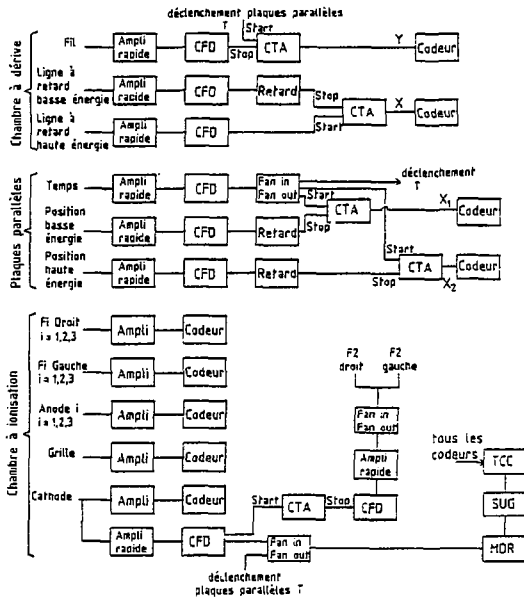 déclenchement plaques parallèles
T
Start
Fil
Ampli rapide
CFD
Stop
CTA
Y
Codeur
Chambre à dérive
Ligne à retard basse énergie
Ampli rapide
CFD
Retard
Stop
CTA
X
Codeur
Ligne à retard haute énergie
Ampli rapide
CFD
Start
Plaques parallèles
Temps
Ampli rapide
CFD
Fan in Fan out
déclenchement T
Start
Position basse énergie
Ampli rapide
CFD
Retard
Stop
CTA
X1
Codeur
Position haute énergie
Ampli rapide
CFD
Retard
Start
Stop
CTA
X2
Codeur
Chambre à ionisation
Fi Droit i = 1,2,3
Ampli
Codeur
Fi Gauche i = 1,2,3
Ampli
Codeur
Anode i i = 1,2,3
Ampli
Codeur
Grille
Ampli
Codeur
Cathode
Ampli
Codeur
Ampli rapide
CFD
Start
CTA
Stop
CFD
Ampli rapide
Fan in Fan out
F2 droit
F2 gauche
Fan in Fan out
déclenchement plaques parallèles T
tous les codeurs
TCC
SUG
MDR